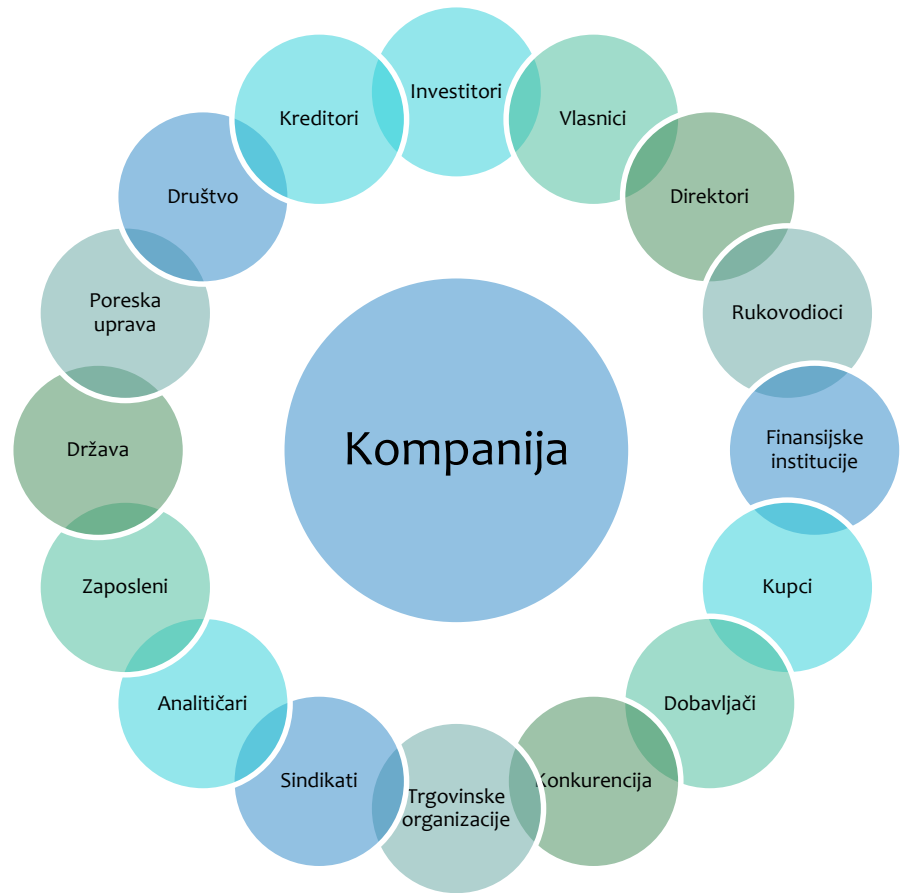 Investitori
Vlasnici
Direktori
Rukovodioci
Finansijske
institucije
Kupci
Dobavljači
Konkurencija
Trgovinske
organizacije
Sindikati
Analitičari
Zaposleni
Država
Poreska
uprava
Društvo
Kreditori
Kompanija